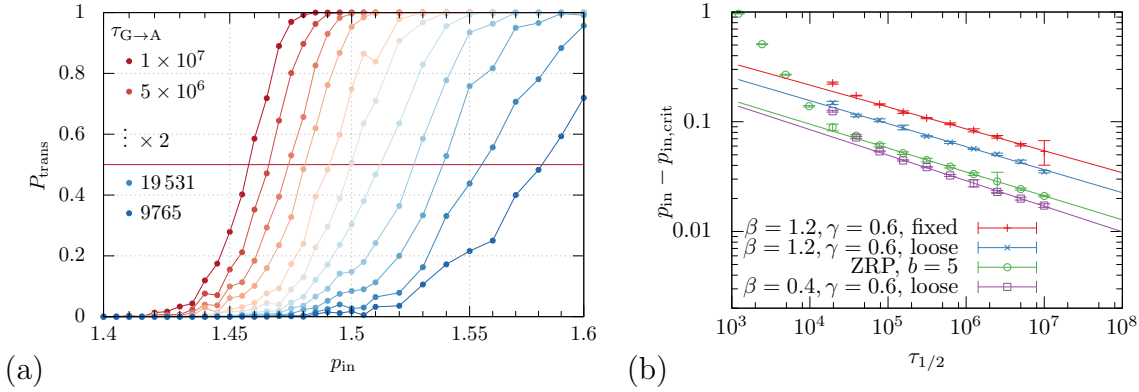 1
0.8
0.6
0.4
0.2
0
P_trans
τ_G→A
1 × 10^7
5 × 10^6
⋮ × 2
19 531
9765
1.4
1.45
1.5
1.55
1.6
p_in
(a)
1
0.1
0.01
p_in − p_in,crit
β = 1.2, γ = 0.6, fixed
β = 1.2, γ = 0.6, loose
ZRP, b = 5
β = 0.4, γ = 0.6, loose
10^3
10^4
10^5
10^6
10^7
10^8
τ_1/2
(b)